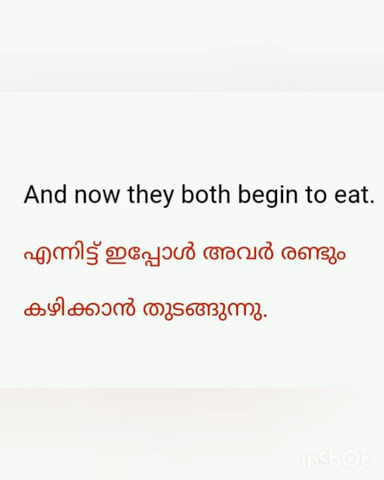 And now they both begin to eat.
എന്നിട്ട് ഇപ്പോൾ അവർ രണ്ടും
കഴിക്കാൻ തുടങ്ങുന്നു.
InShOt